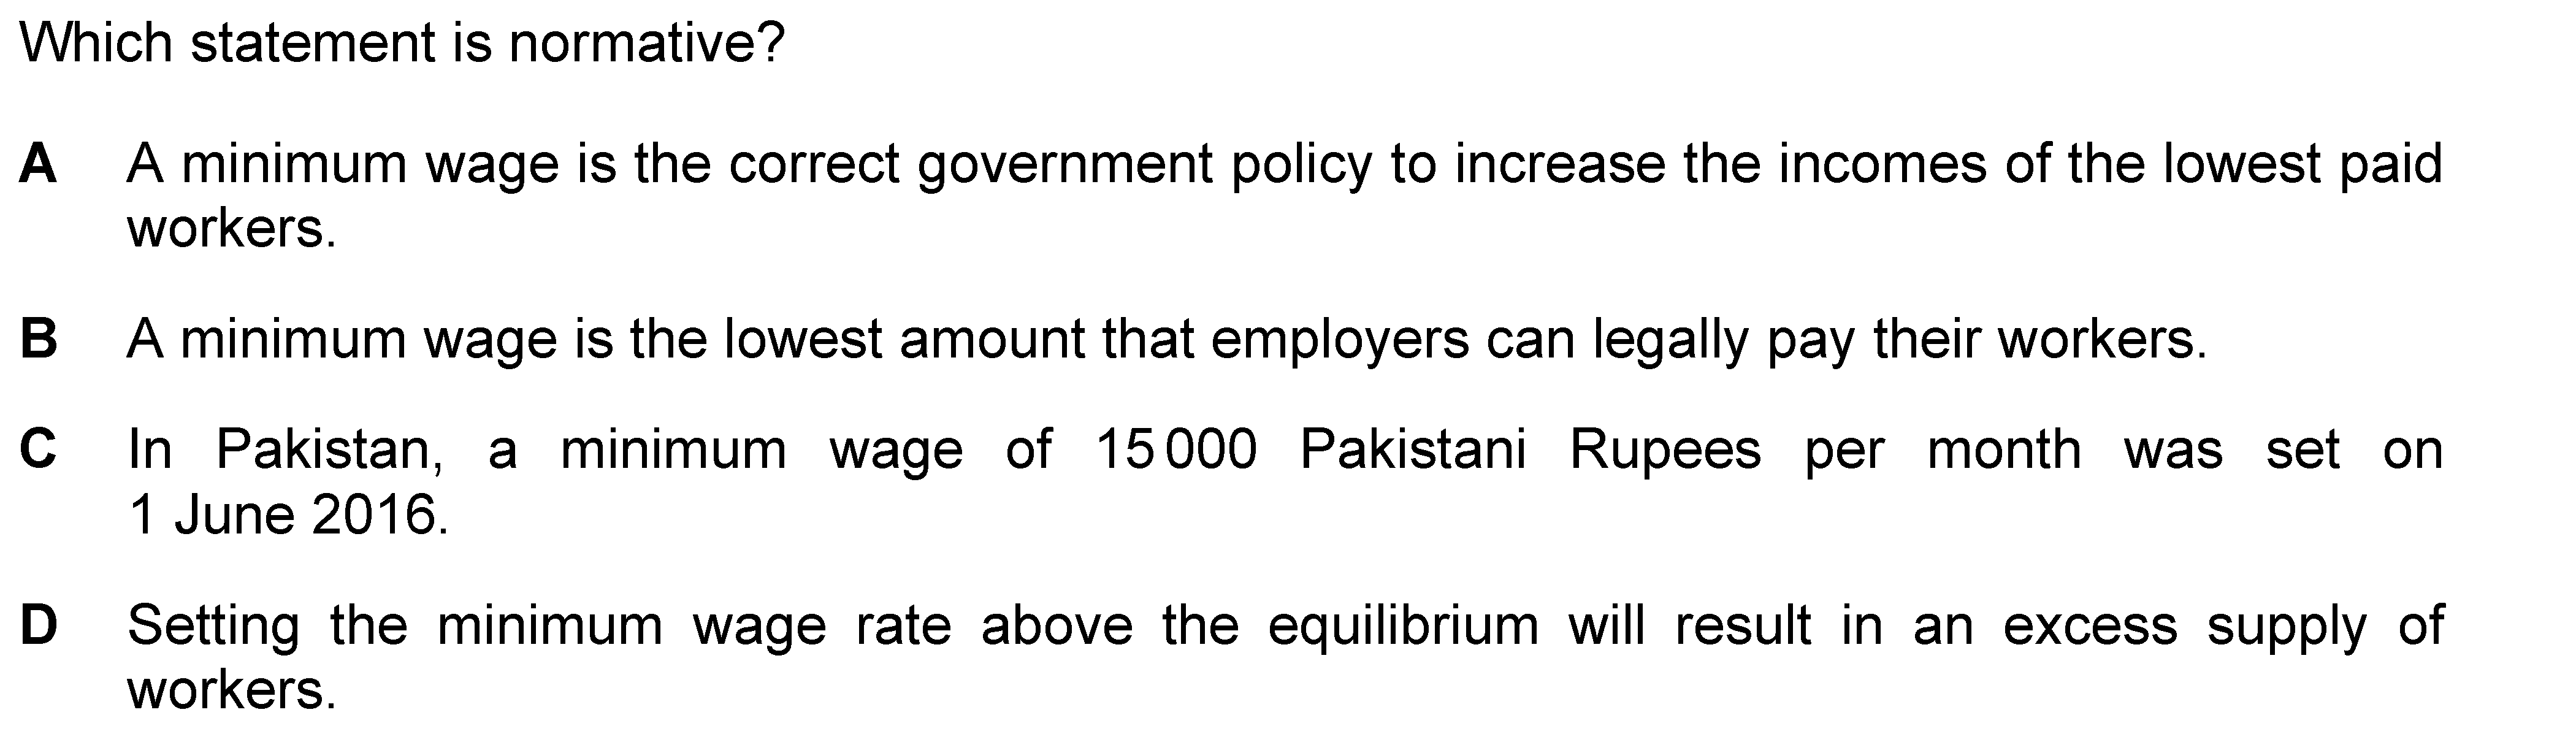 Which statement is normative?
A A minimum wage is the correct government policy to increase the incomes of the lowest paid
workers.
B A minimum wage is the lowest amount that employers can legally pay their workers.
C In Pakistan, a minimum wage of 15 000 Pakistani Rupees per month was set on
1 June 2016.
D Setting the minimum wage rate above the equilibrium will result in an excess supply of
workers.